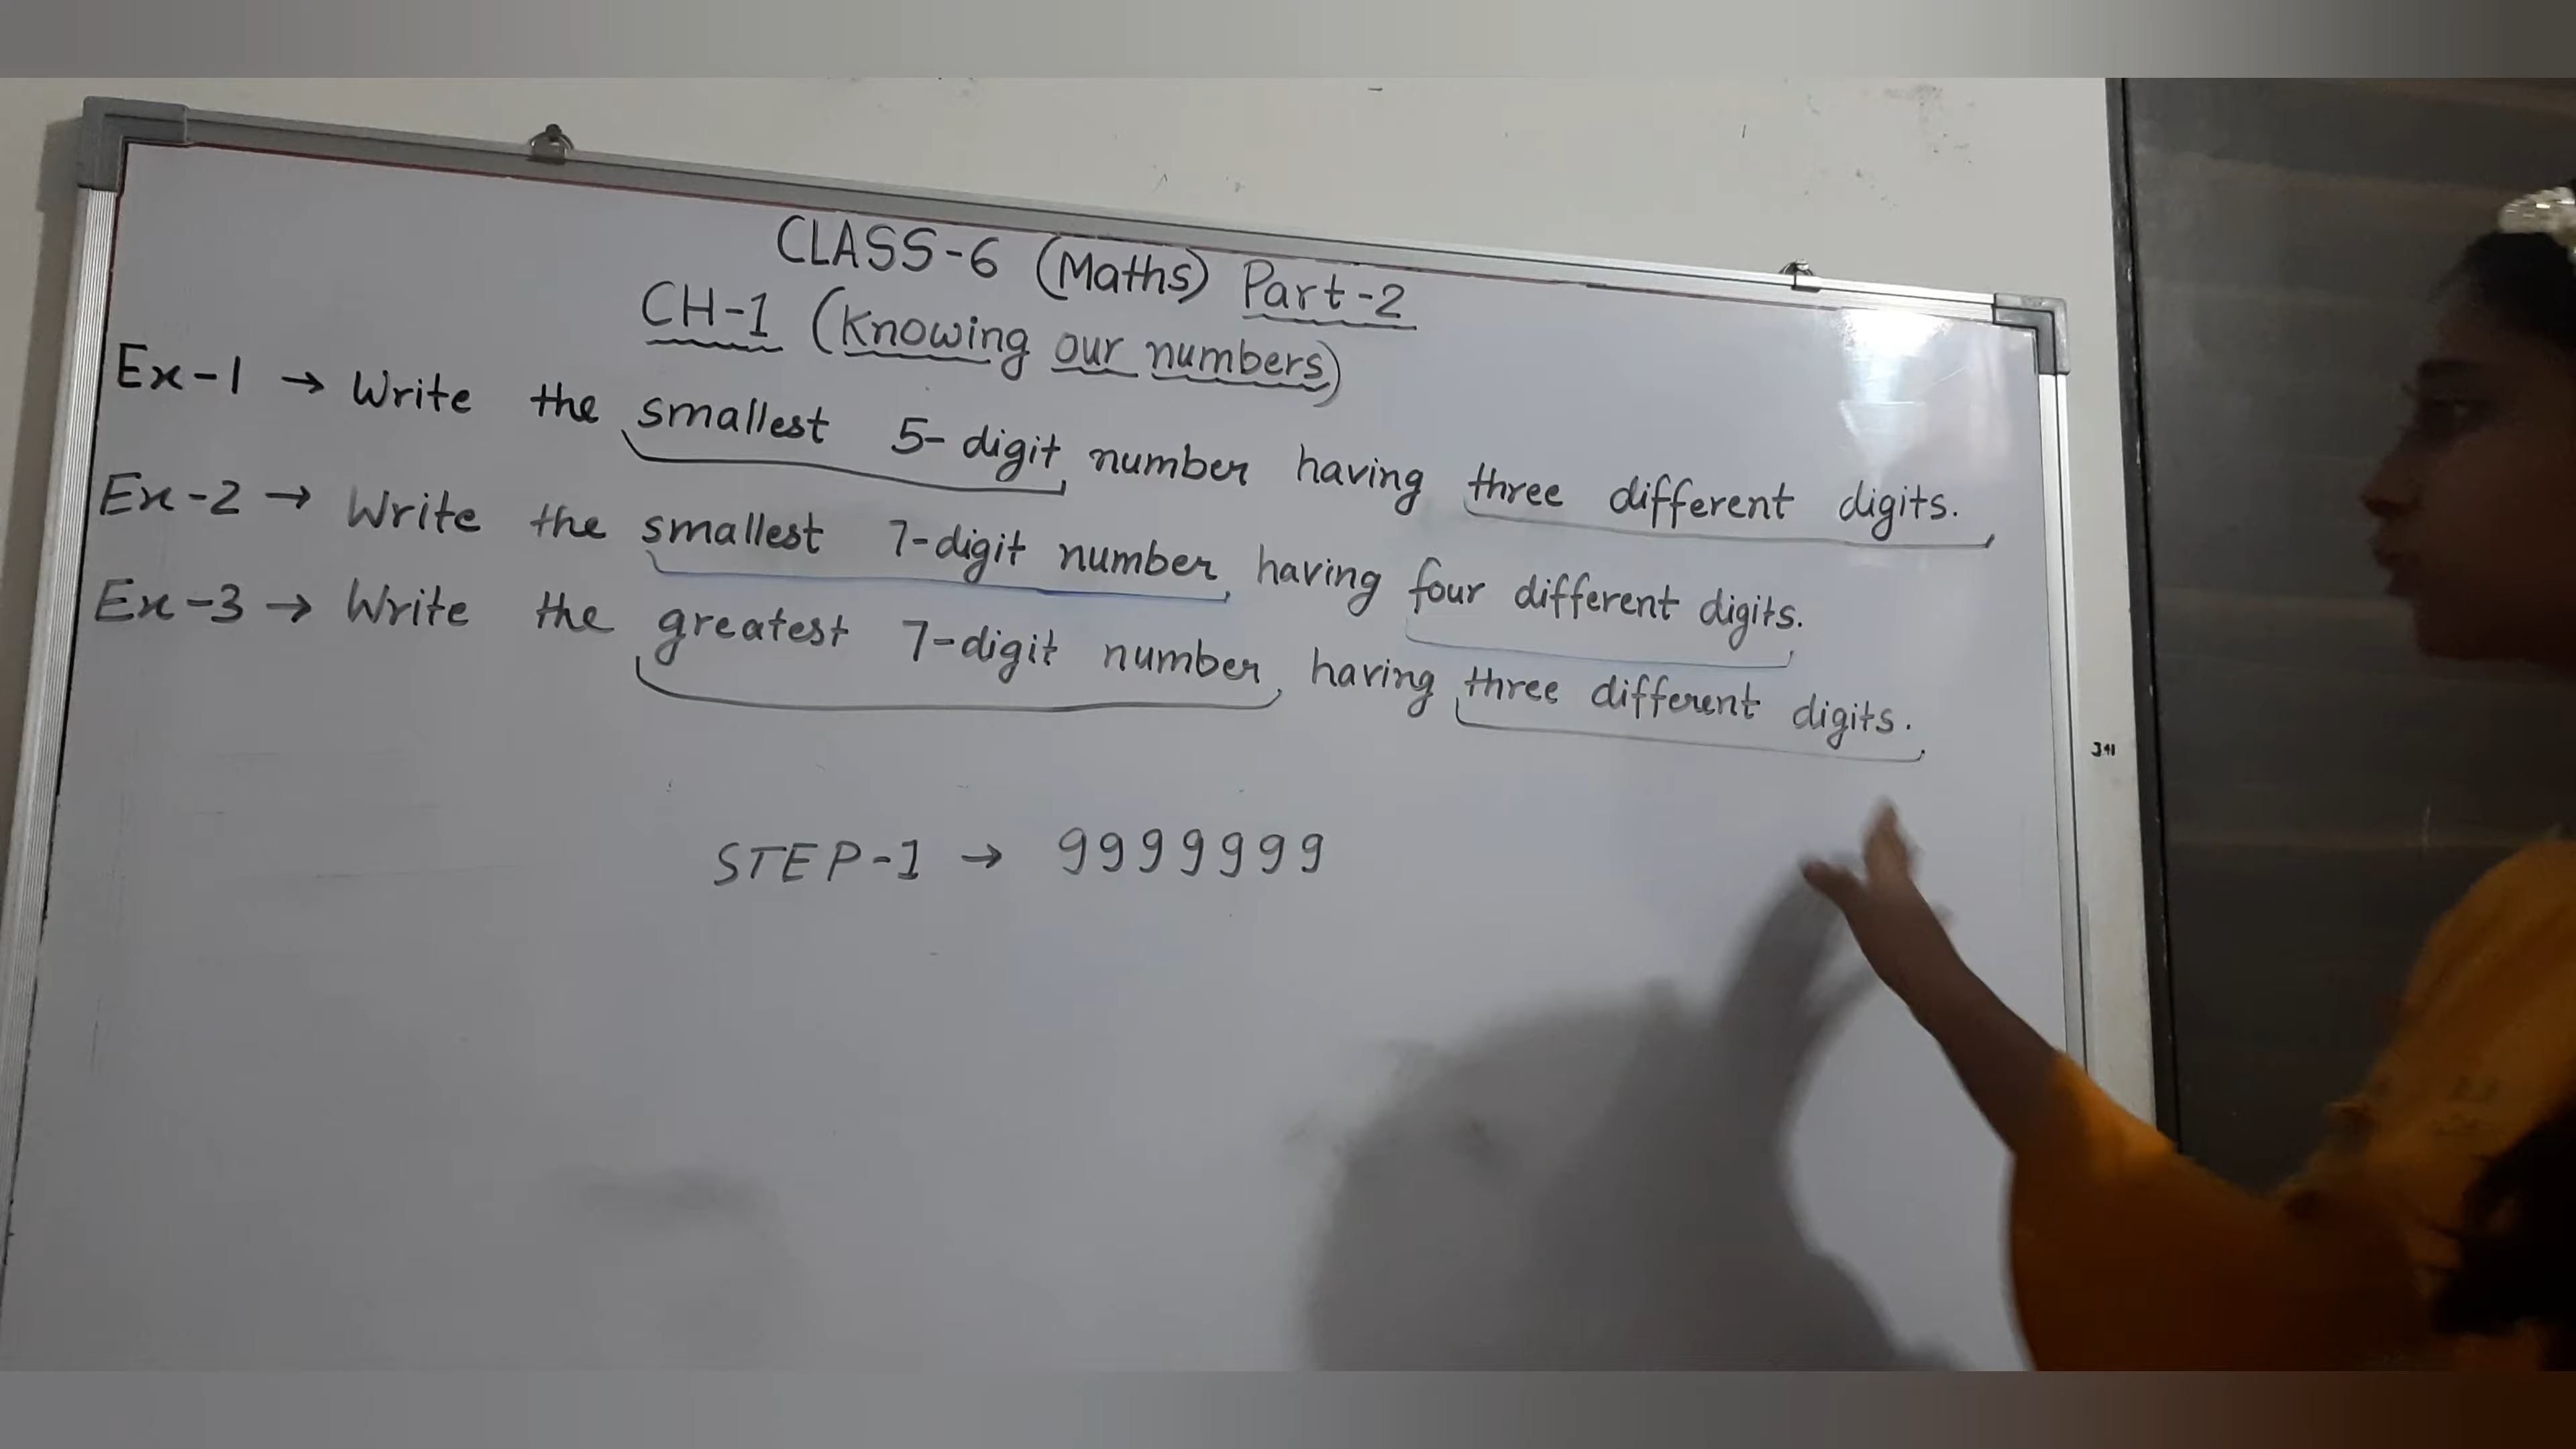 CLASS-6 (Maths) Part-2
CH-1 (Knowing our numbers)
Ex-1 → Write the smallest 5-digit number having three different digits.
Ex-2 → Write the smallest 7-digit number, having four different digits.
Ex-3 → Write the greatest 7-digit number, having three different digits.
STEP-1 → 9999999
341